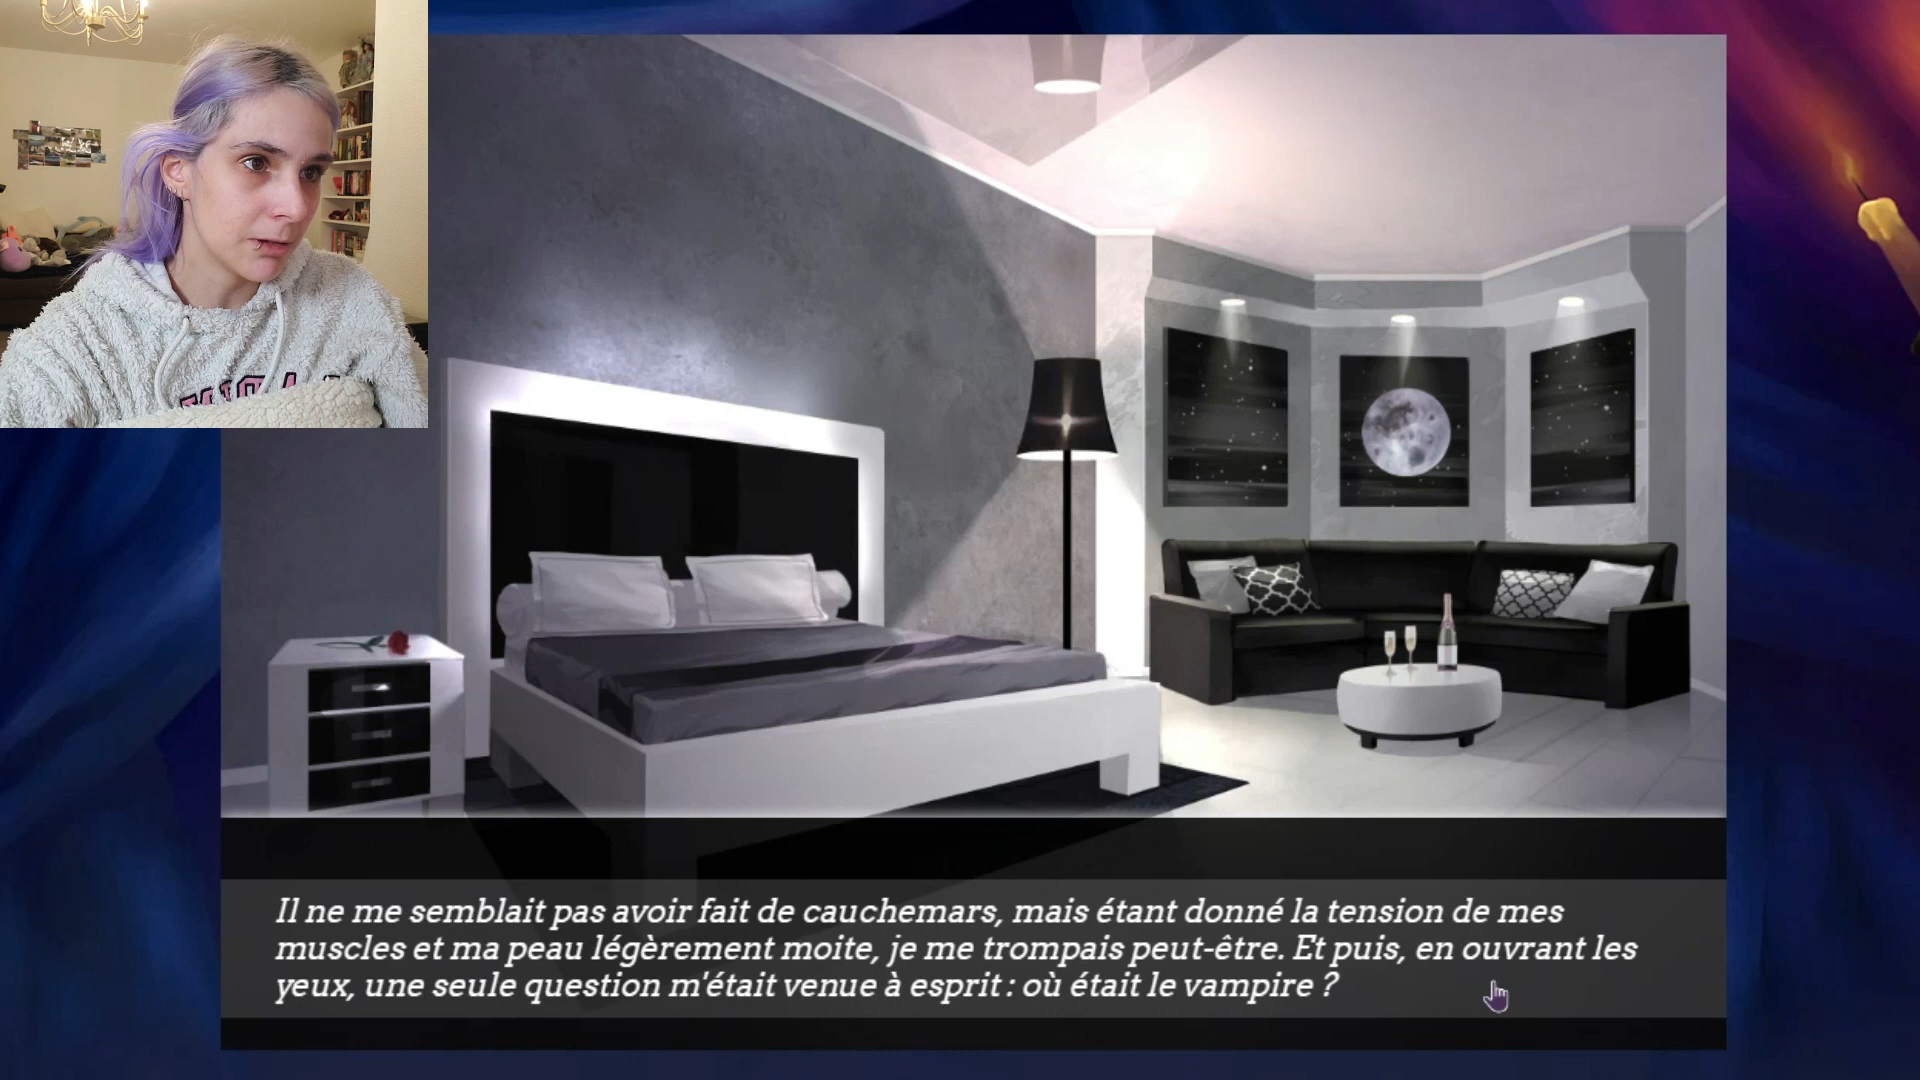 Il ne me semblait pas avoir fait de cauchemars, mais étant donné la tension de mes
muscles et ma peau légèrement moite, je me trompais peut-être. Et puis, en ouvrant les
yeux, une seule question m'était venue à esprit : où était le vampire ?